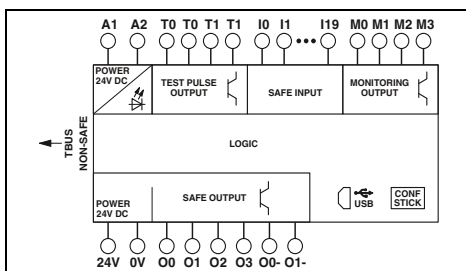 A1 A2 T0 T0 T1 T1 I0 I1 ••• I19 M0 M1 M2 M3
POWER
24V DC
TEST PULSE
OUTPUT
SAFE INPUT
MONITORING
OUTPUT
TBUS
NON-SAFE
LOGIC
POWER
24V DC
SAFE OUTPUT
USB
CONF
STICK
24V 0V O0 O1 O2 O3 O0- O1-